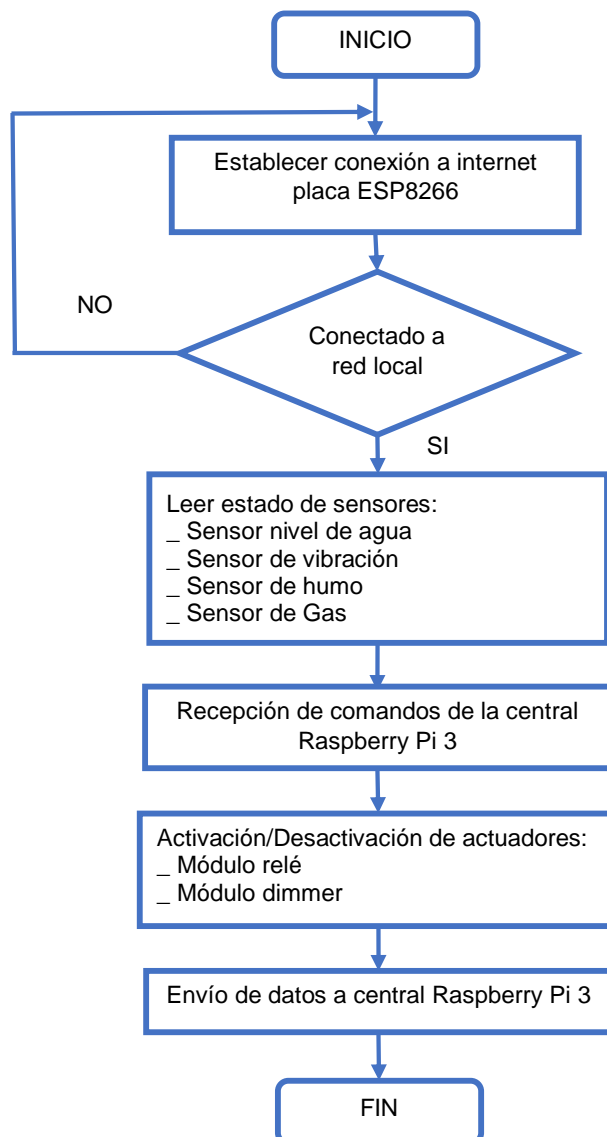 INICIO
Establecer conexión a internet
placa ESP8266
NO
Conectado a
red local
SI
Leer estado de sensores:
_ Sensor nivel de agua
_ Sensor de vibración
_ Sensor de humo
_ Sensor de Gas
Recepción de comandos de la central
Raspberry Pi 3
Activación/Desactivación de actuadores:
_ Módulo relé
_ Módulo dimmer
Envío de datos a central Raspberry Pi 3
FIN